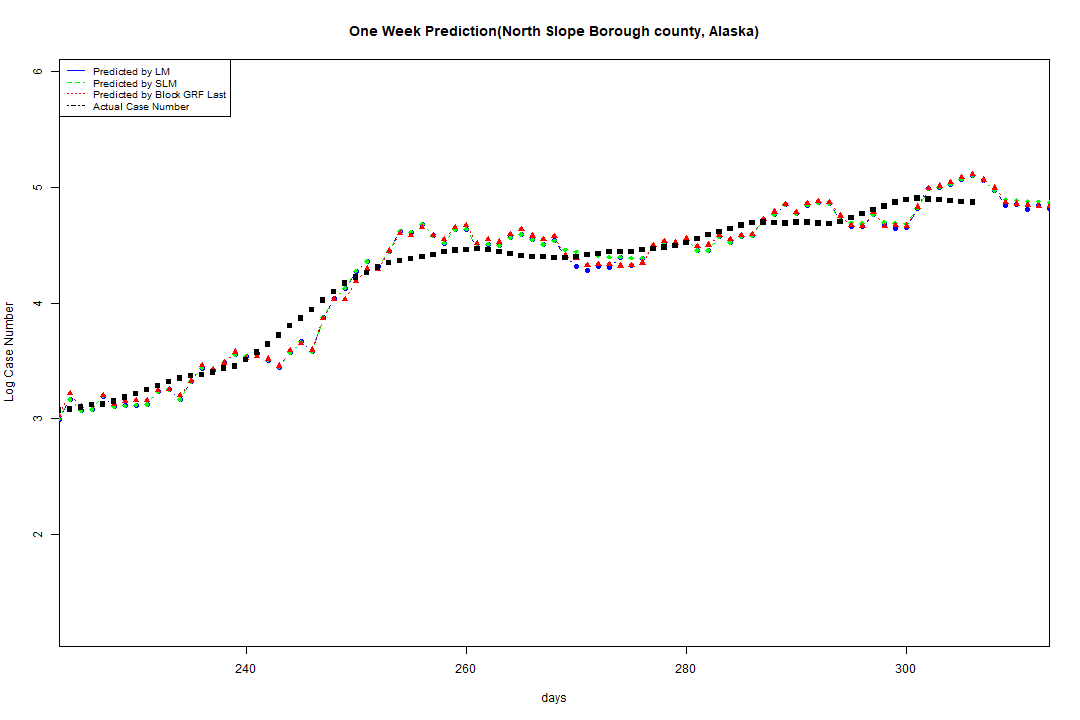 One Week Prediction(North Slope Borough county, Alaska)
Predicted by LM
Predicted by SLM
Predicted by Block GRF Last
Actual Case Number
6
5
4
3
2
Log Case Number
240 260 280 300
days